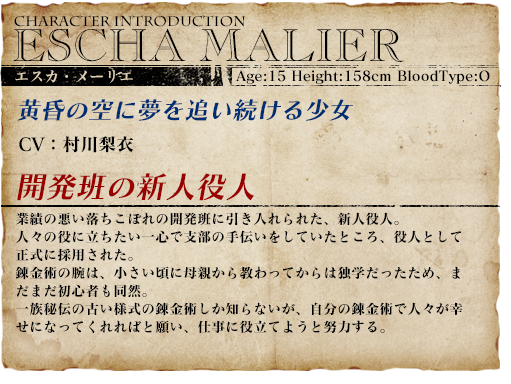 CHARACTER INTRODUCTION
ESCHA MALIER
エスカ・メーリエ
Age:15 Height:158cm BloodType:O
黄昏の空に夢を追い続ける少女
CV：村川梨衣
開発班の新人役人
業績の悪い落ちこぼれの開発班に引き入れられた、新人役人。
人々の役に立ちたい一心で支部の手伝いをしていたところ、役人として
正式に採用された。
錬金術の腕は、小さい頃に母親から教わってからは独学だったため、ま
だまだ初心者も同然。
一族秘伝の古い様式の錬金術しか知らないが、自分の錬金術で人々が幸
せになってくれればと願い、仕事に役立てようと努力する。